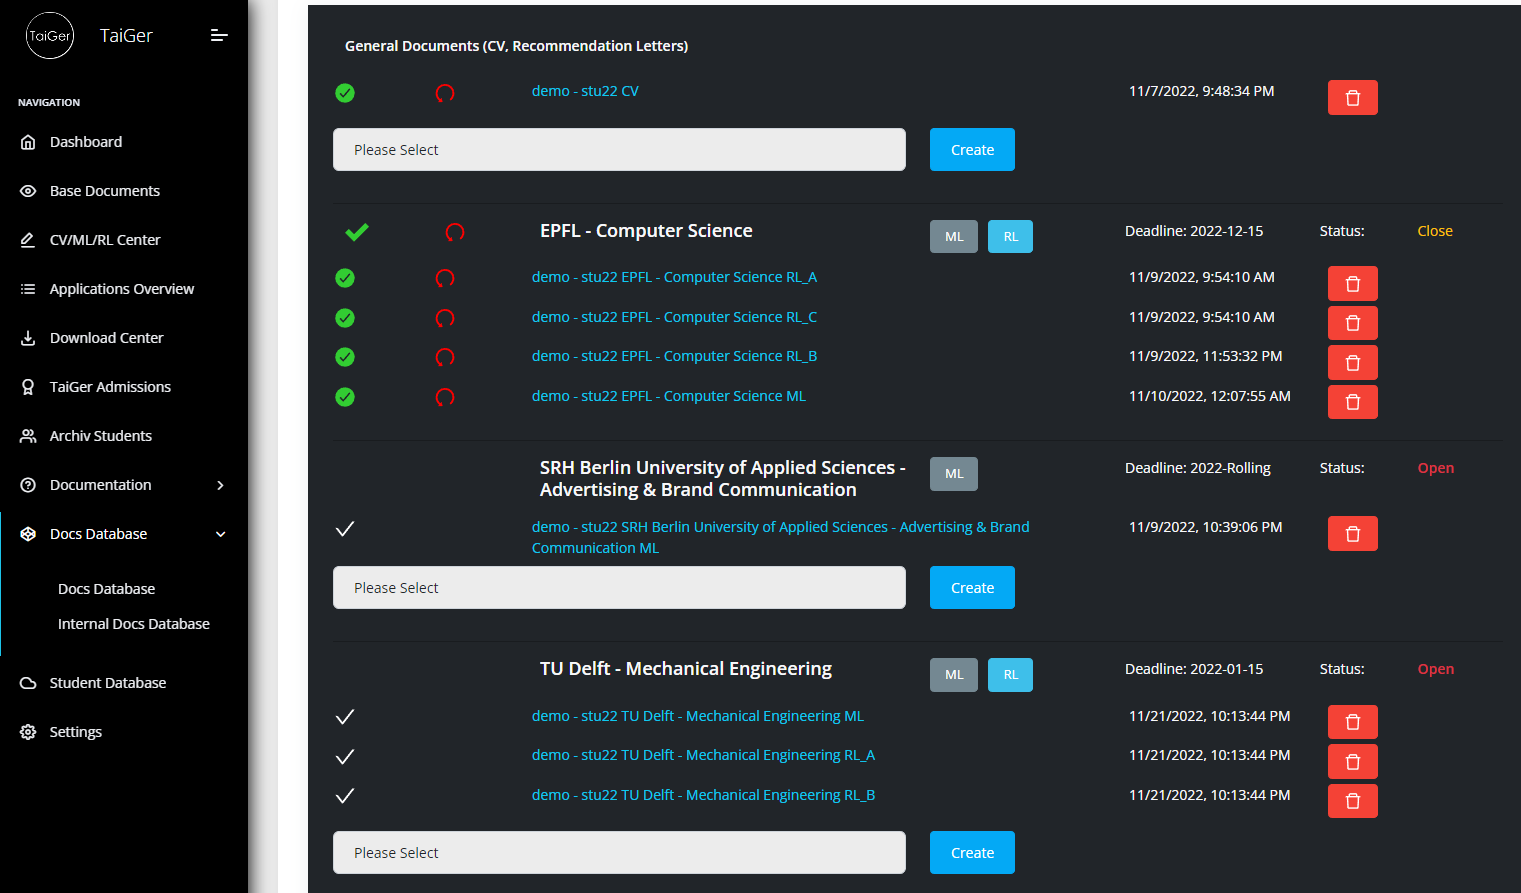 TaiGer
TaiGer
NAVIGATION
Dashboard
Base Documents
CV/ML/RL Center
Applications Overview
Download Center
TaiGer Admissions
Archiv Students
Documentation
Docs Database
Docs Database
Internal Docs Database
Student Database
Settings
General Documents (CV, Recommendation Letters)
demo - stu22 CV 11/7/2022, 9:48:34 PM
Please Select Create
EPFL - Computer Science ML RL Deadline: 2022-12-15 Status: Close
demo - stu22 EPFL - Computer Science RL_A 11/9/2022, 9:54:10 AM
demo - stu22 EPFL - Computer Science RL_C 11/9/2022, 9:54:10 AM
demo - stu22 EPFL - Computer Science RL_B 11/9/2022, 11:53:32 PM
demo - stu22 EPFL - Computer Science ML 11/10/2022, 12:07:55 AM
SRH Berlin University of Applied Sciences - ML Deadline: 2022-Rolling Status: Open
Advertising & Brand Communication
demo - stu22 SRH Berlin University of Applied Sciences - Advertising & Brand 11/9/2022, 10:39:06 PM
Communication ML
Please Select Create
TU Delft - Mechanical Engineering ML RL Deadline: 2022-01-15 Status: Open
demo - stu22 TU Delft - Mechanical Engineering ML 11/21/2022, 10:13:44 PM
demo - stu22 TU Delft - Mechanical Engineering RL_A 11/21/2022, 10:13:44 PM
demo - stu22 TU Delft - Mechanical Engineering RL_B 11/21/2022, 10:13:44 PM
Please Select Create